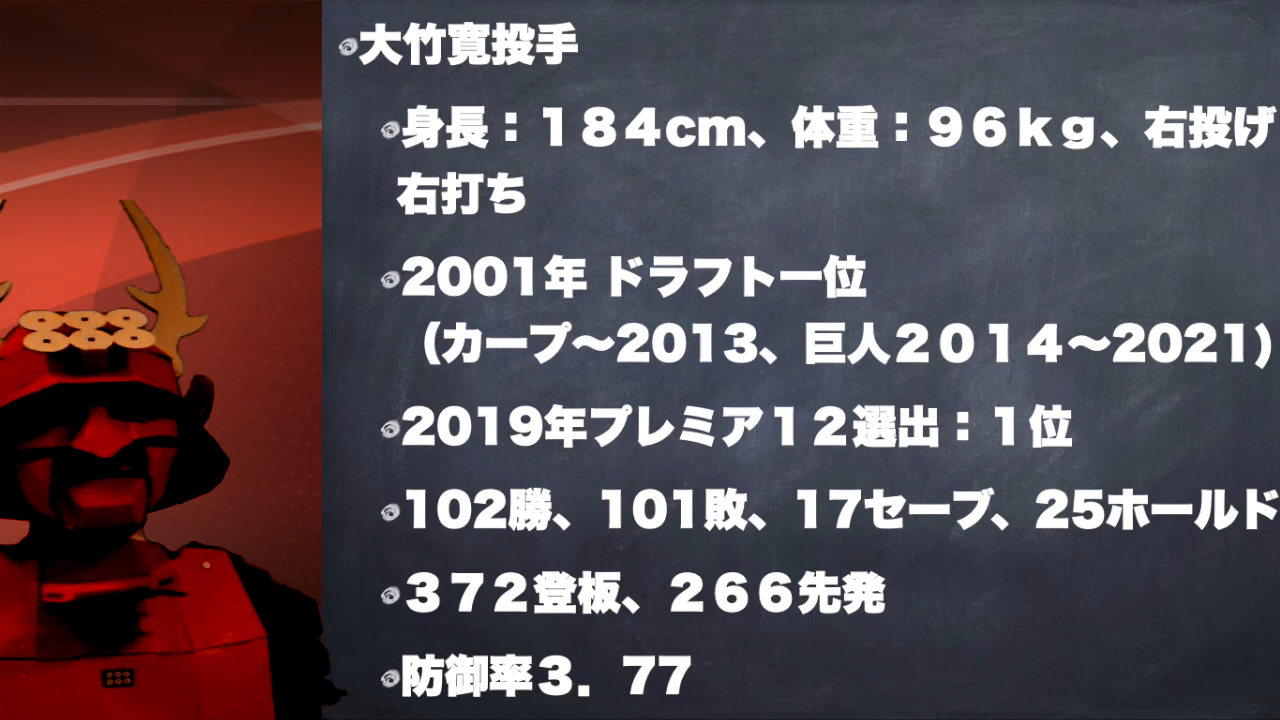 大竹寛投手
身長：１８４cm、体重：９６ｋｇ、右投げ
右打ち
2001年 ドラフト一位
（カープ〜2013、巨人２０１４〜2021）
2019年プレミア１２選出：１位
102勝、101敗、17セーブ、25ホールド
３７２登板、２６６先発
防御率３．77